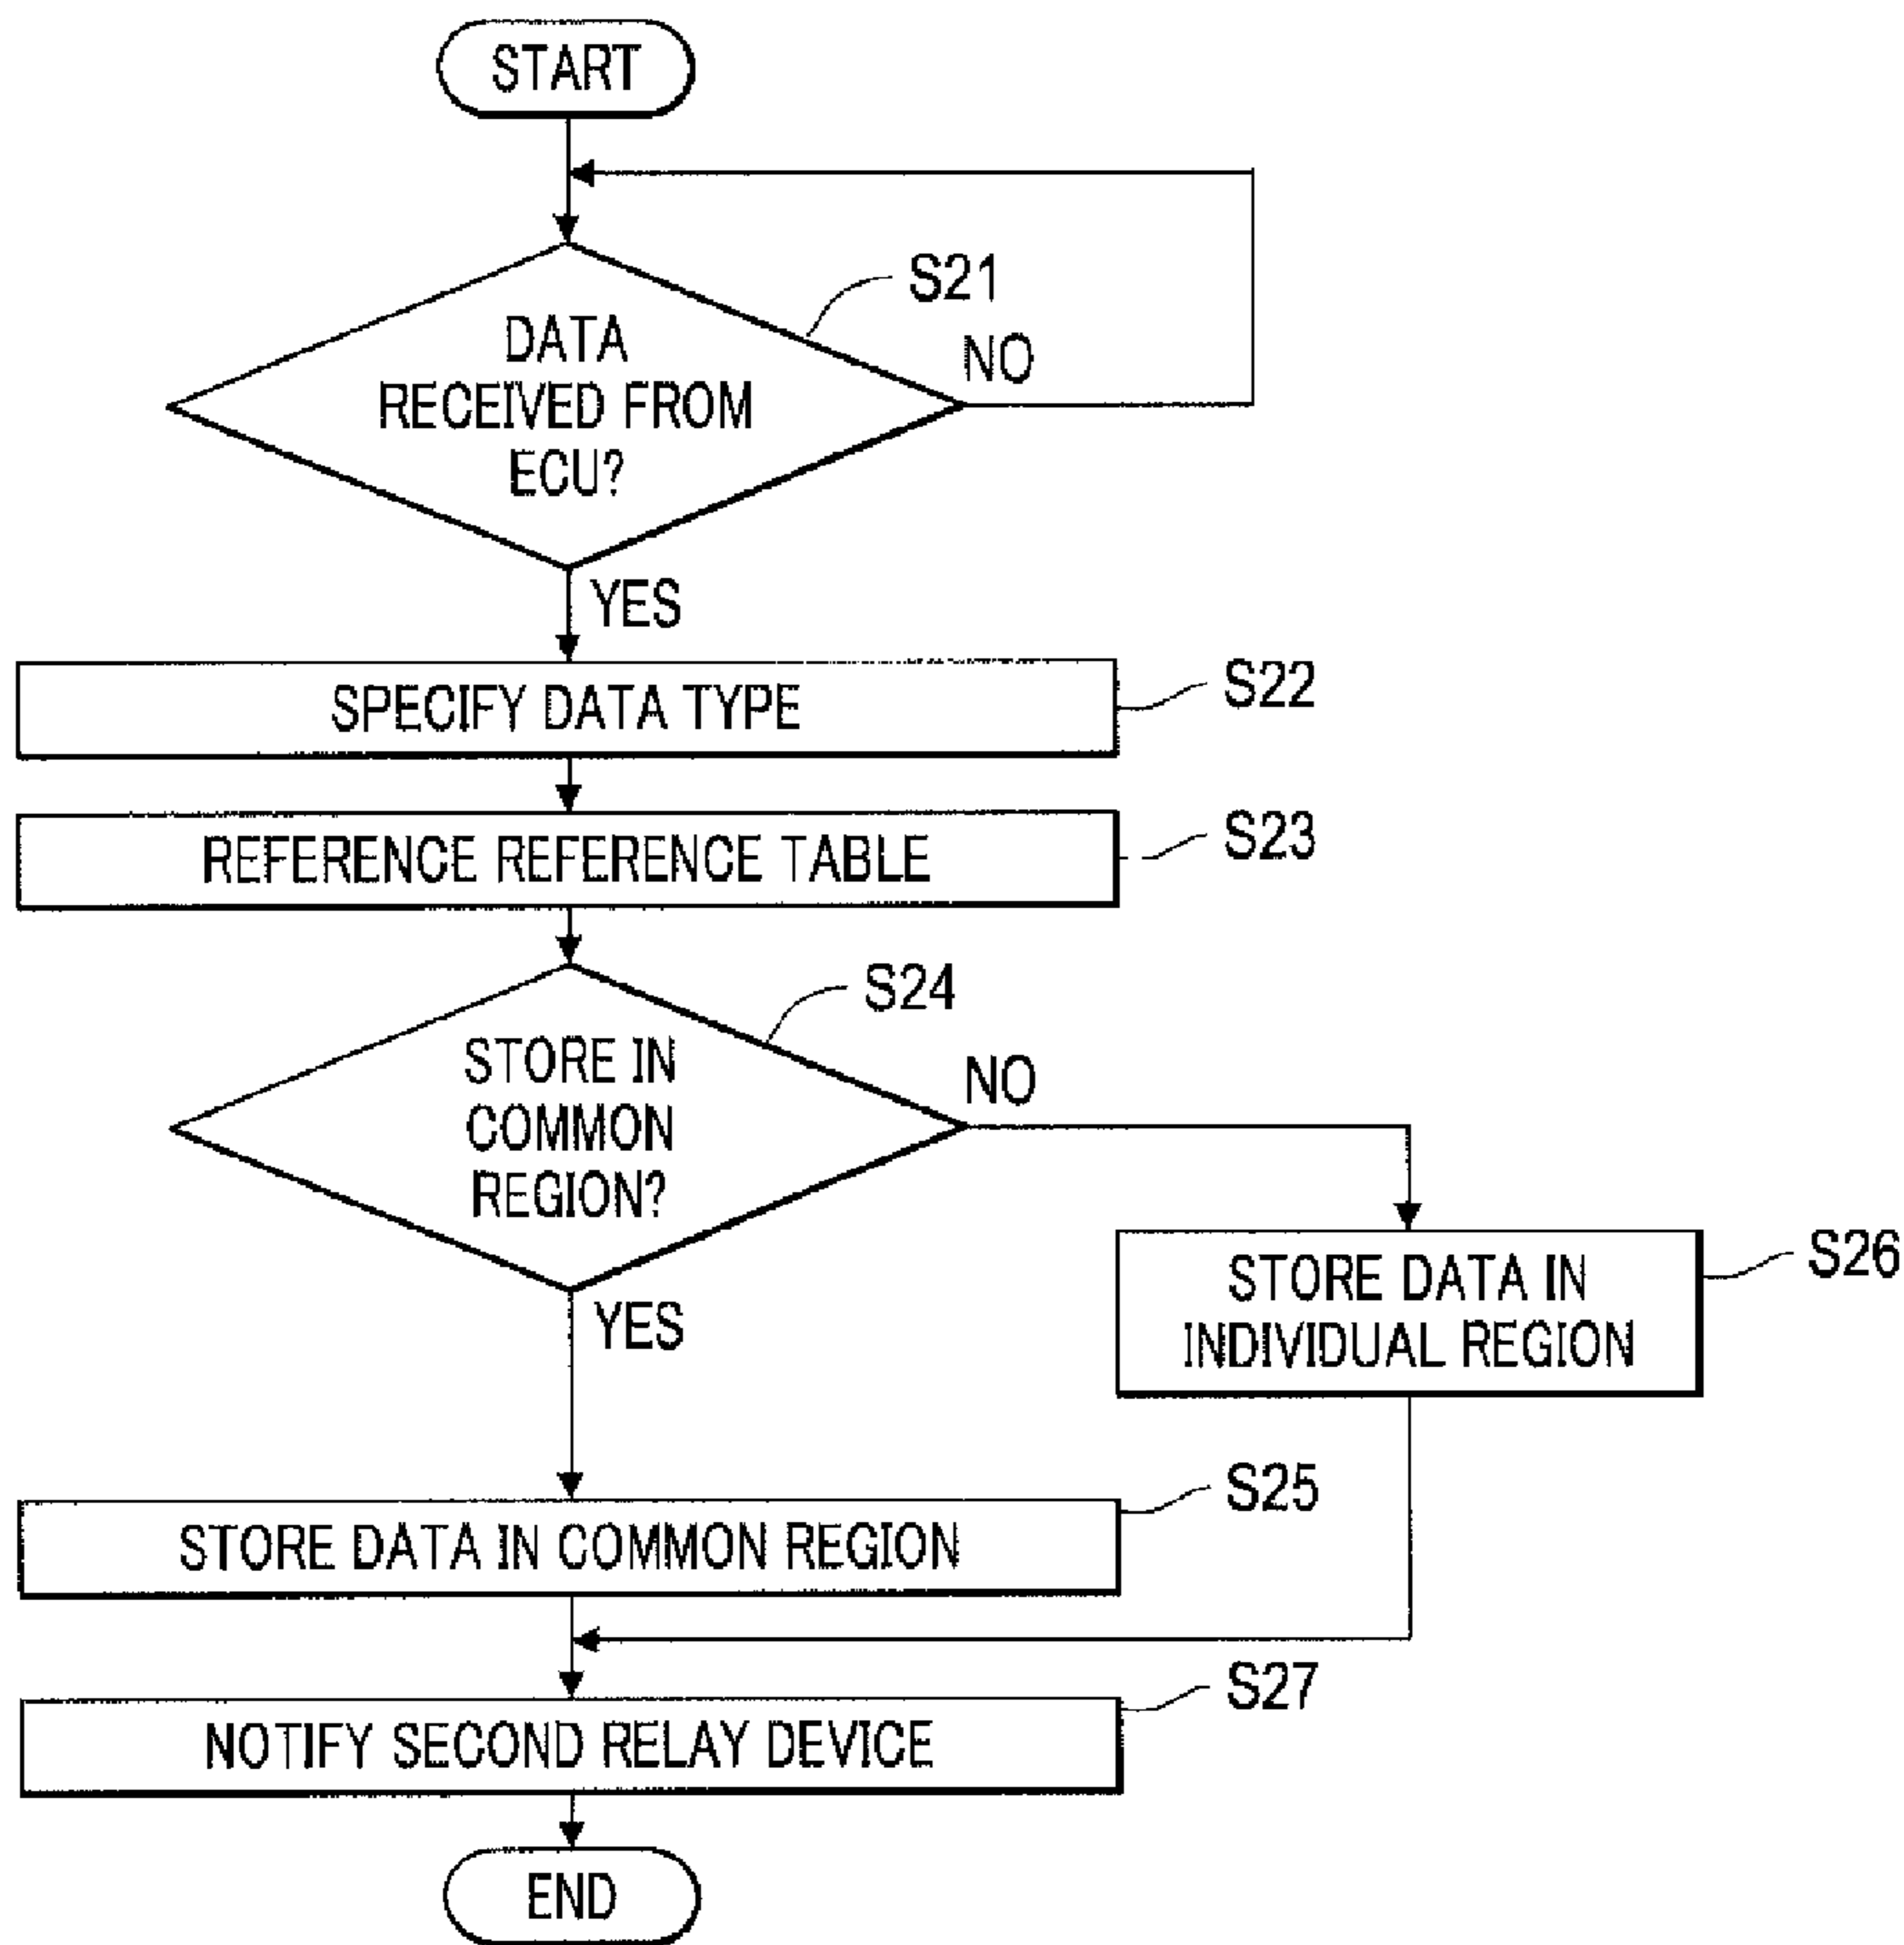 START
S21
DATA
RECEIVED FROM
ECU?
NO
YES
SPECIFY DATA TYPE
S22
REFERENCE REFERENCE TABLE
S23
S24
STORE IN
COMMON
REGION?
NO
YES
STORE DATA IN
INDIVIDUAL REGION
S26
S25
STORE DATA IN COMMON REGION
S27
NOTIFY SECOND RELAY DEVICE
END